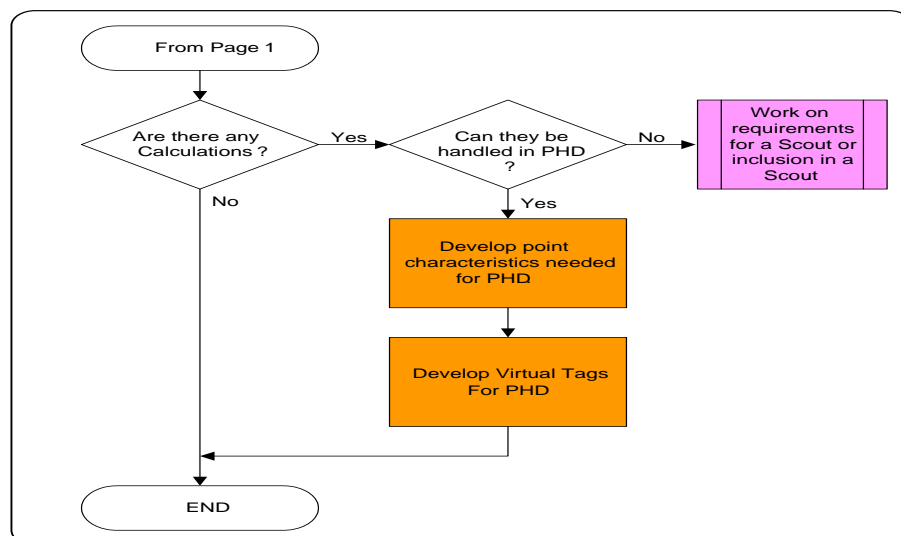 From Page 1
Are there any
Calculations ?
Yes
Can they be
handled in PHD
?
No
Work on
requirements
for a Scout or
inclusion in a
Scout
No
Yes
Develop point
characteristics needed
for PHD.
Develop Virtual Tags
For PHD
END